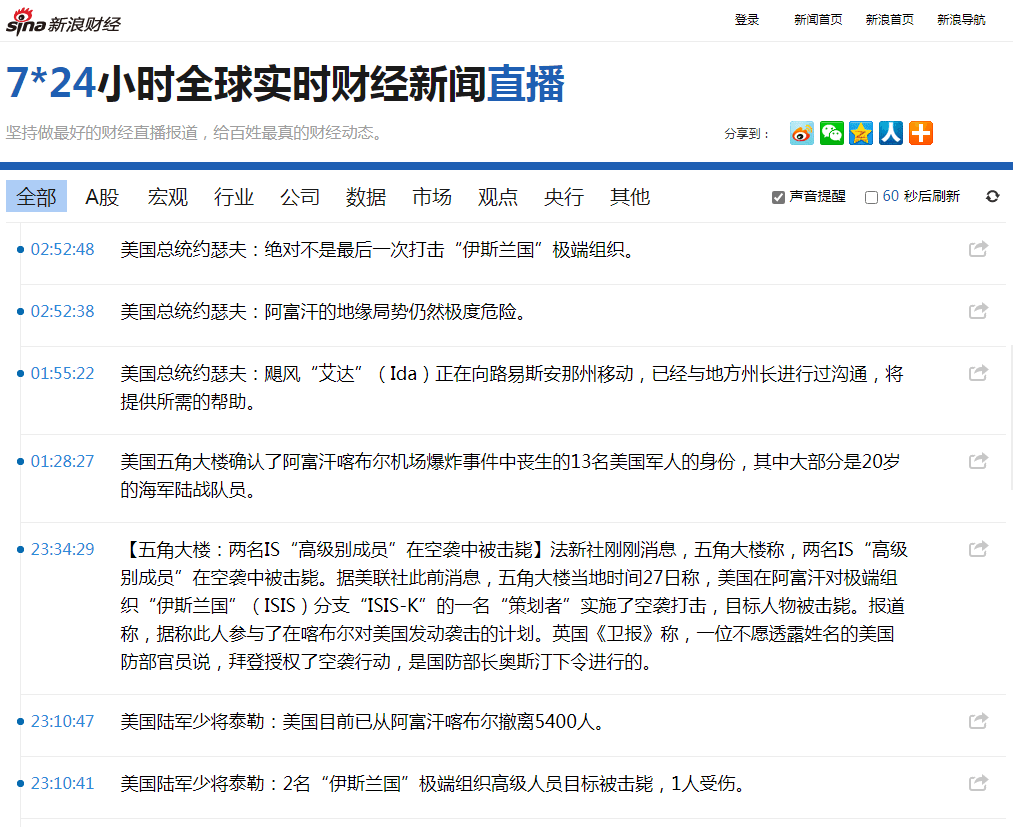 sina新浪财经
登录 新闻首页 新浪首页 新浪导航
7*24小时全球实时财经新闻直播
坚持做最好的财经直播报道，给百姓最真的财经动态。
分享到：
全部 A股 宏观 行业 公司 数据 市场 观点 央行 其他 声音提醒 60 秒后刷新
02:52:48 美国总统约瑟夫：绝对不是最后一次打击“伊斯兰国”极端组织。
02:52:38 美国总统约瑟夫：阿富汗的地缘局势仍然极度危险。
01:55:22 美国总统约瑟夫：飓风“艾达”（Ida）正在向路易斯安那州移动，已经与地方州长进行过沟通，将
提供所需的帮助。
01:28:27 美国五角大楼确认了阿富汗喀布尔机场爆炸事件中丧生的13名美国军人的身份，其中大部分是20岁
的海军陆战队员。
23:34:29 【五角大楼：两名IS“高级别成员”在空袭中被击毙】法新社刚刚消息，五角大楼称，两名IS“高级
别成员”在空袭中被击毙。据美联社此前消息，五角大楼当地时间27日称，美国在阿富汗对极端组
织“伊斯兰国”（ISIS）分支“ISIS-K”的一名“策划者”实施了空袭打击，目标人物被击毙。报道
称，据称此人参与了在喀布尔对美国发动袭击的计划。英国《卫报》称，一位不愿透露姓名的美国
防部官员说，拜登授权了空袭行动，是国防部长奥斯汀下令进行的。
23:10:47 美国陆军少将泰勒：美国目前已从阿富汗喀布尔撤离5400人。
23:10:41 美国陆军少将泰勒：2名“伊斯兰国”极端组织高级人员目标被击毙，1人受伤。